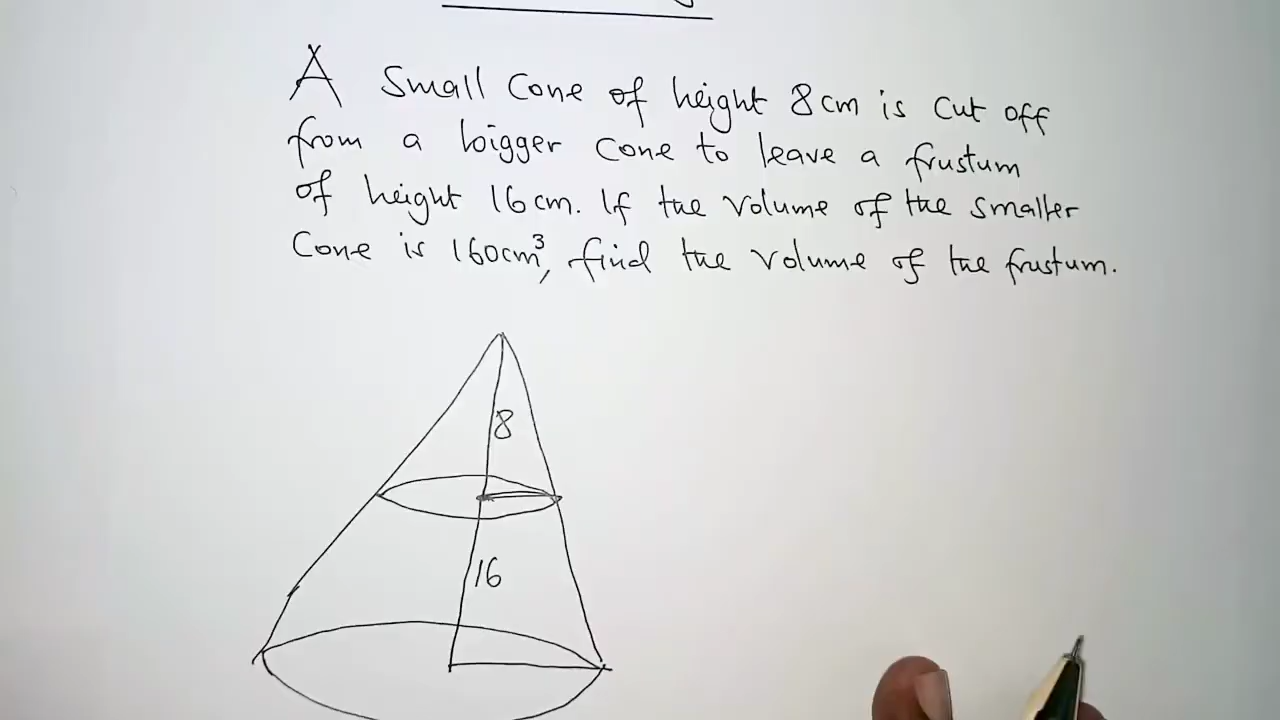 A small cone of height 8cm is cut off
from a bigger cone to leave a frustum
of height 16cm. If the volume of the smaller
cone is 160cm³, find the volume of the frustum.
8
16